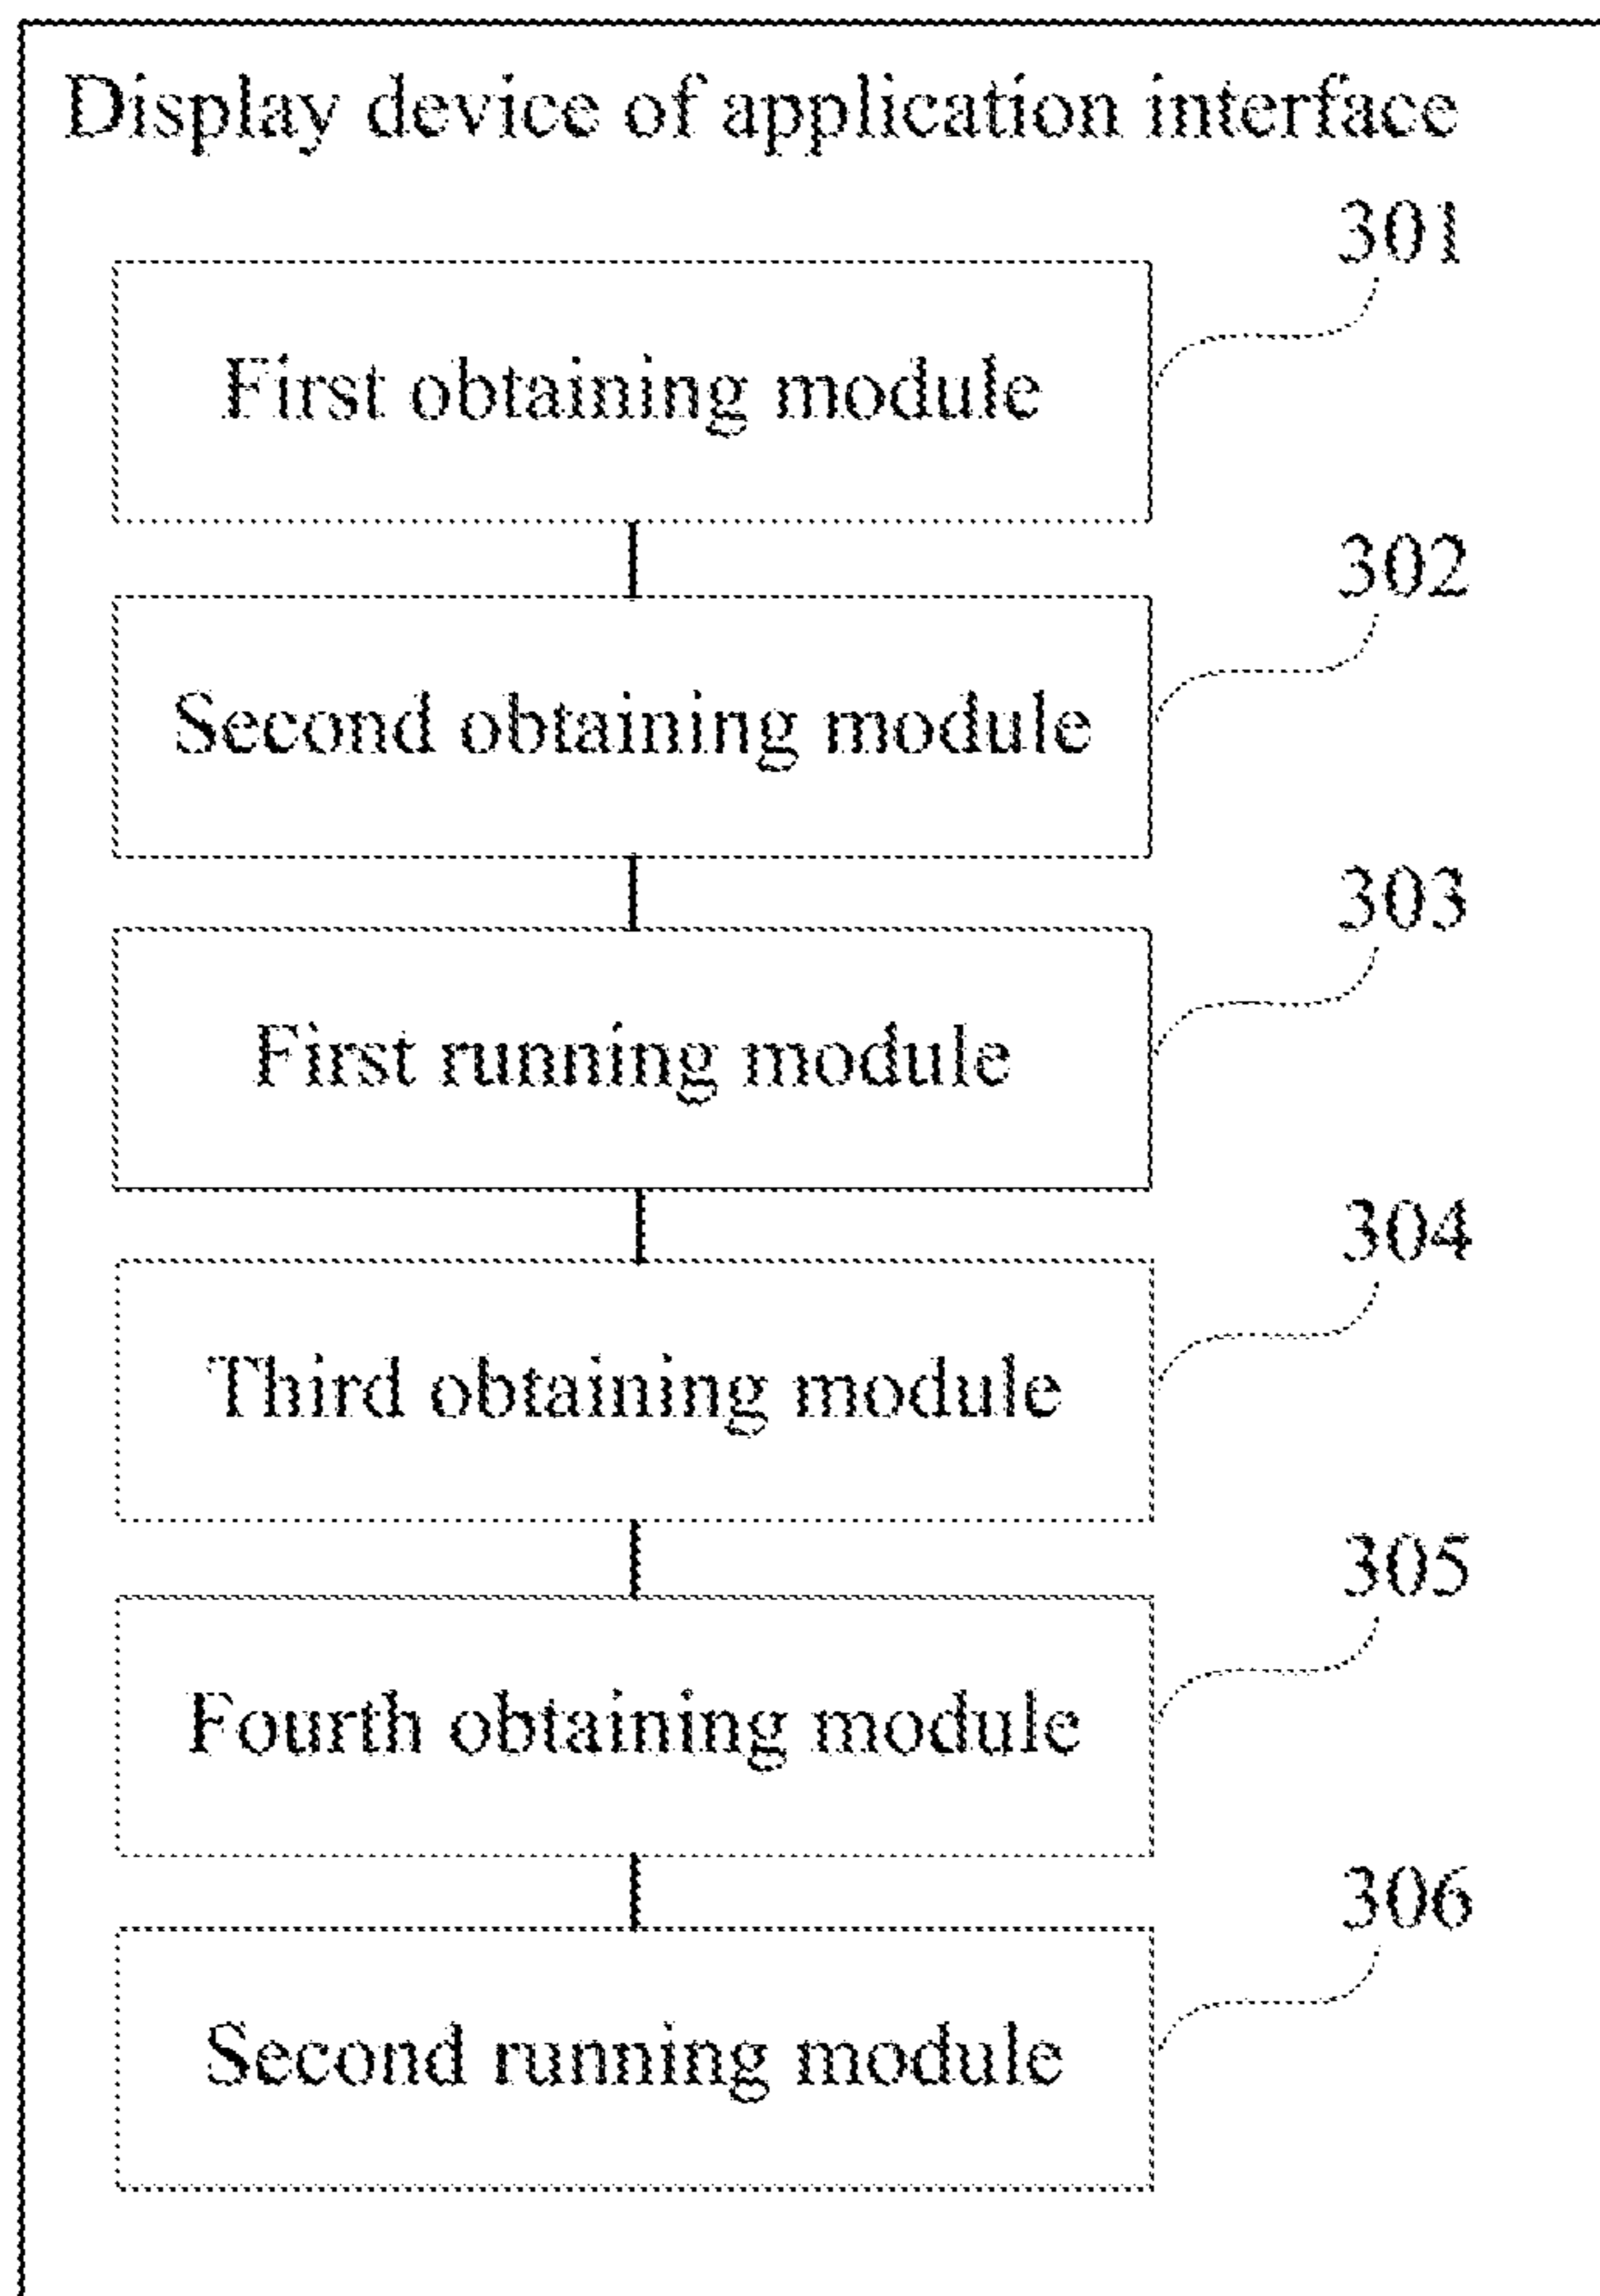 Display device of application interface
301
First obtaining module
302
Second obtaining module
303
First running module
304
Third obtaining module
305
Fourth obtaining module
306
Second running module